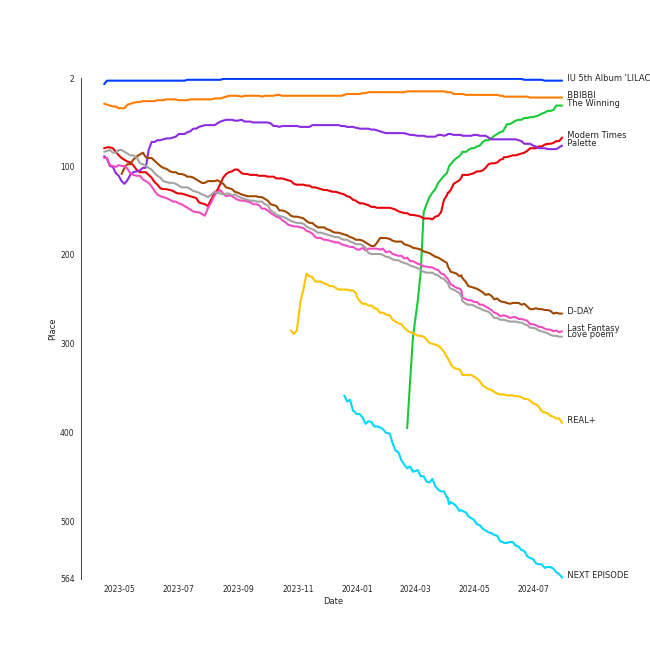 2
100
200
300
400
500
564
Place
2023-05
2023-07
2023-09
2023-11
2024-01
2024-03
2024-05
2024-07
Date
IU 5th Album 'LILAC
BBIBBI
The Winning
Modern Times
Palette
D-DAY
Last Fantasy
Love poem
REAL+
NEXT EPISODE